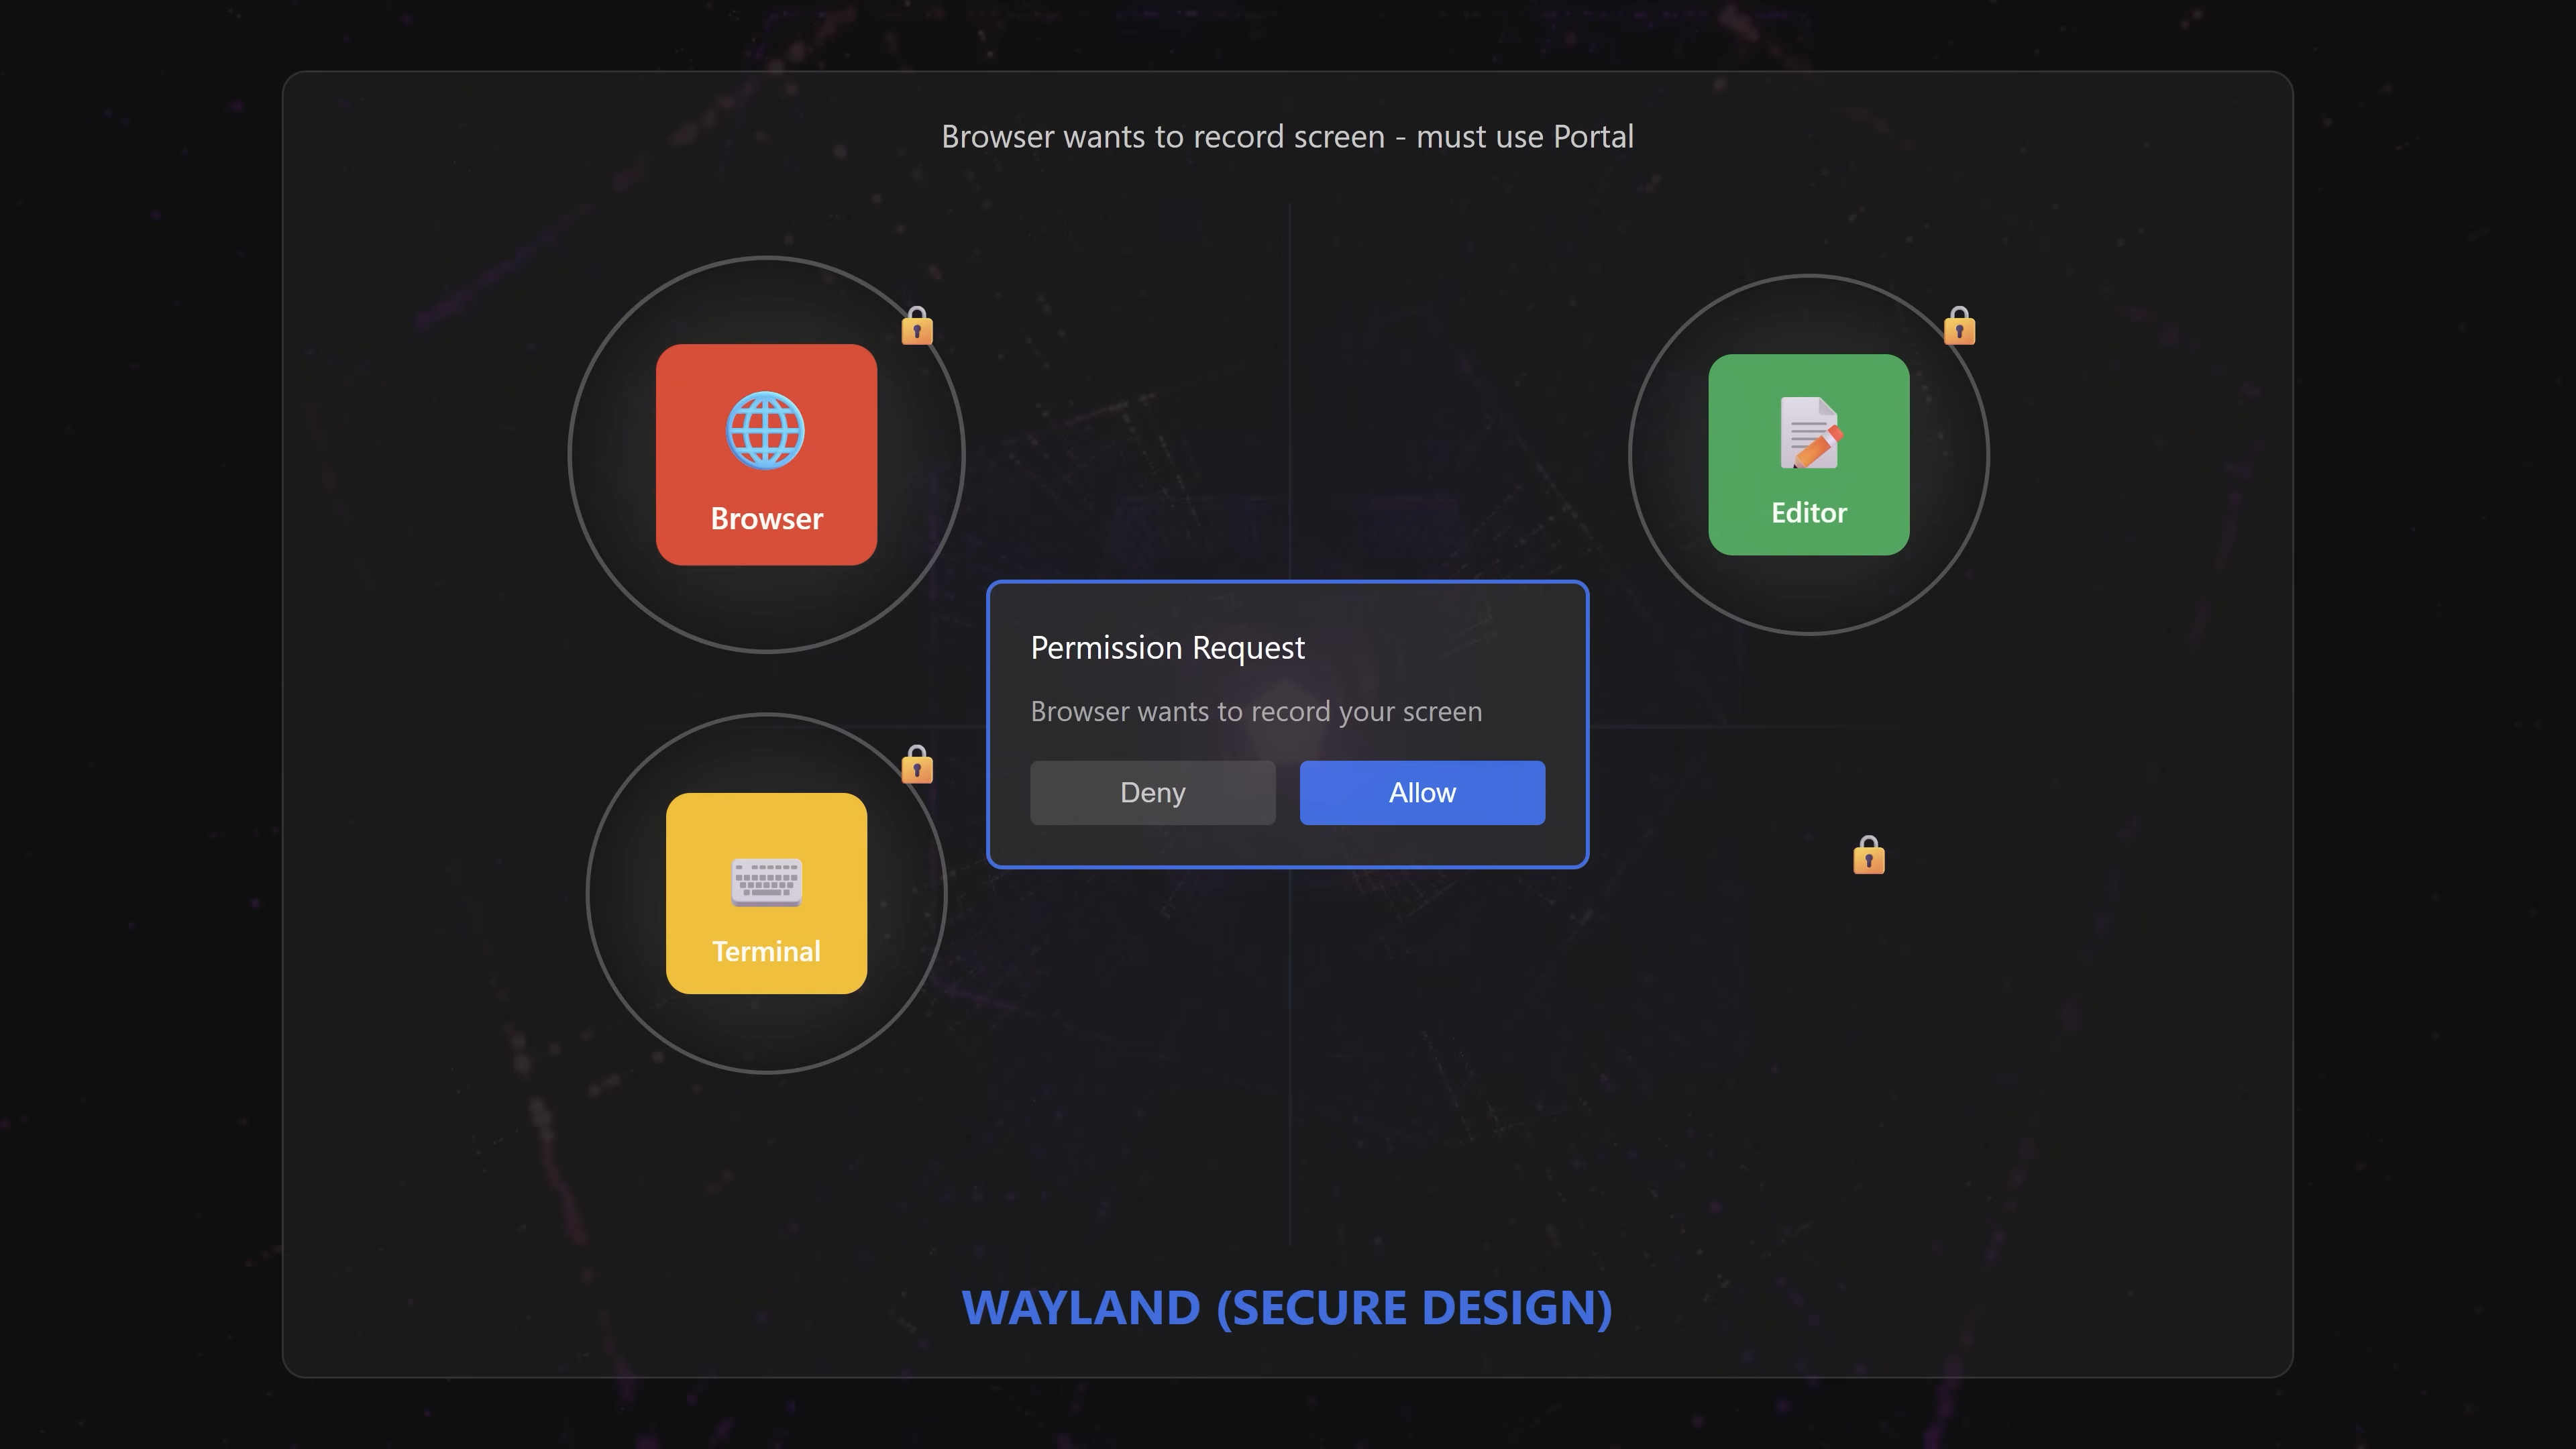 Browser wants to record screen - must use Portal
Browser
Editor
Permission Request
Browser wants to record your screen
Deny
Allow
Terminal
WAYLAND (SECURE DESIGN)